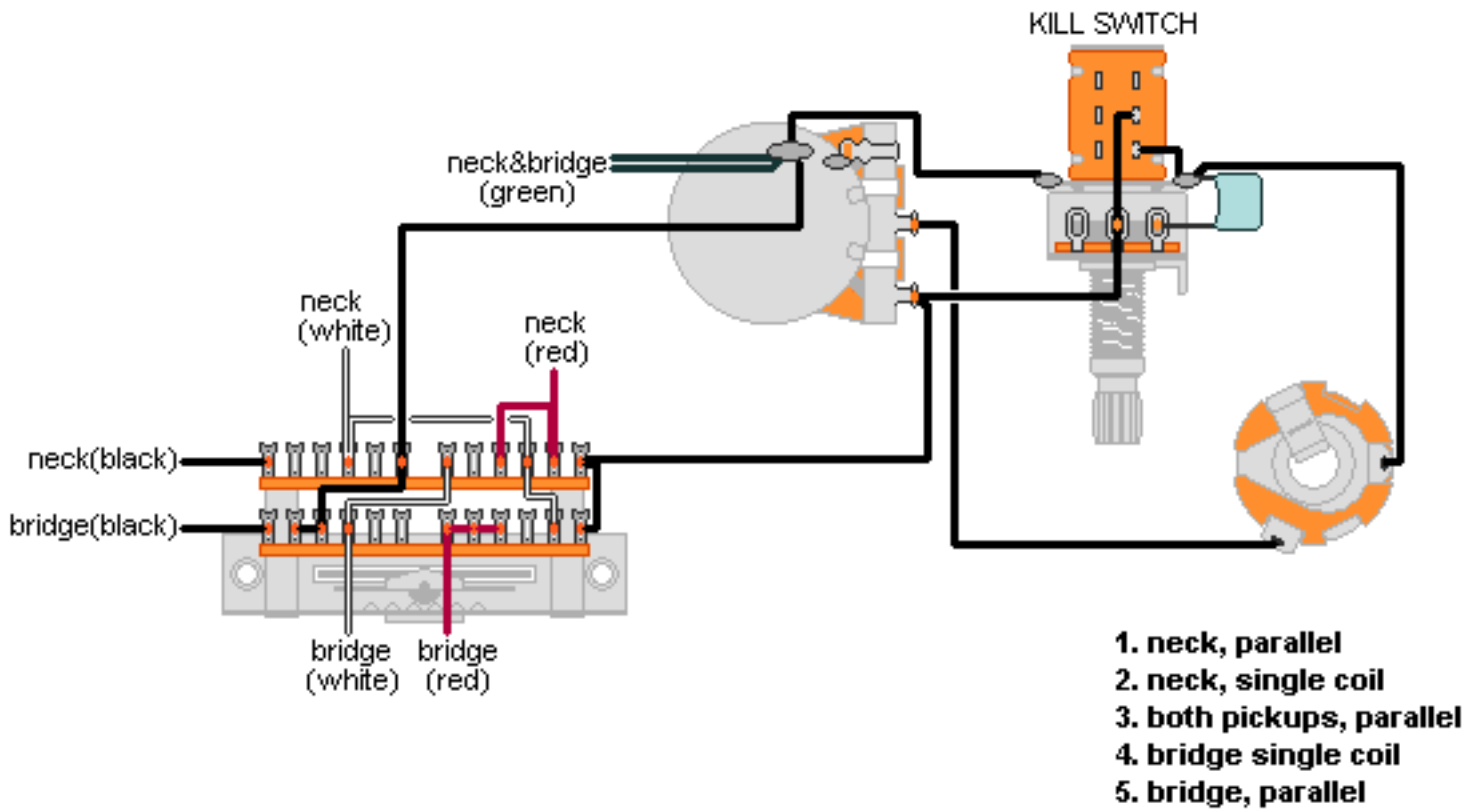 KILL SWITCH
neck&bridge
(green)
neck
(white)
neck
(red)
neck(black)
bridge(black)
bridge
(white)
bridge
(red)
1. neck, parallel
2. neck, single coil
3. both pickups, parallel
4. bridge single coil
5. bridge, parallel